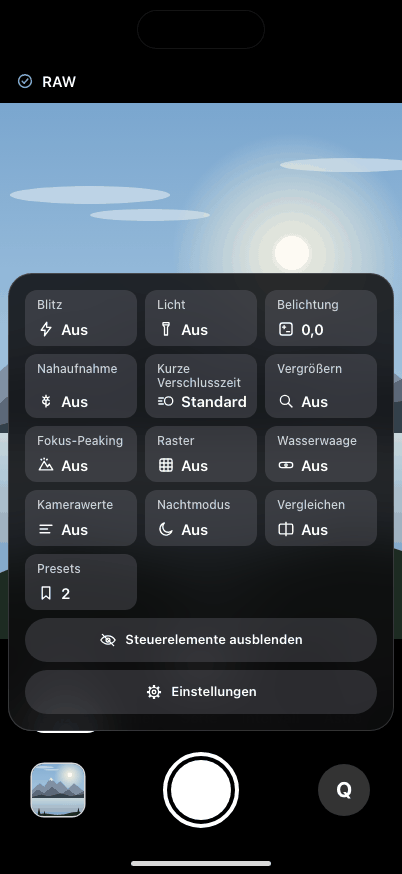 RAW
Blitz
Aus
Licht
Aus
Belichtung
0,0
Nahaufnahme
Aus
Kurze
Verschlusszeit
Standard
Vergrößern
Aus
Fokus-Peaking
Aus
Raster
Aus
Wasserwaage
Aus
Kamerawerte
Aus
Nachtmodus
Aus
Vergleichen
Aus
Presets
2
Steuerelemente ausblenden
Einstellungen
Q